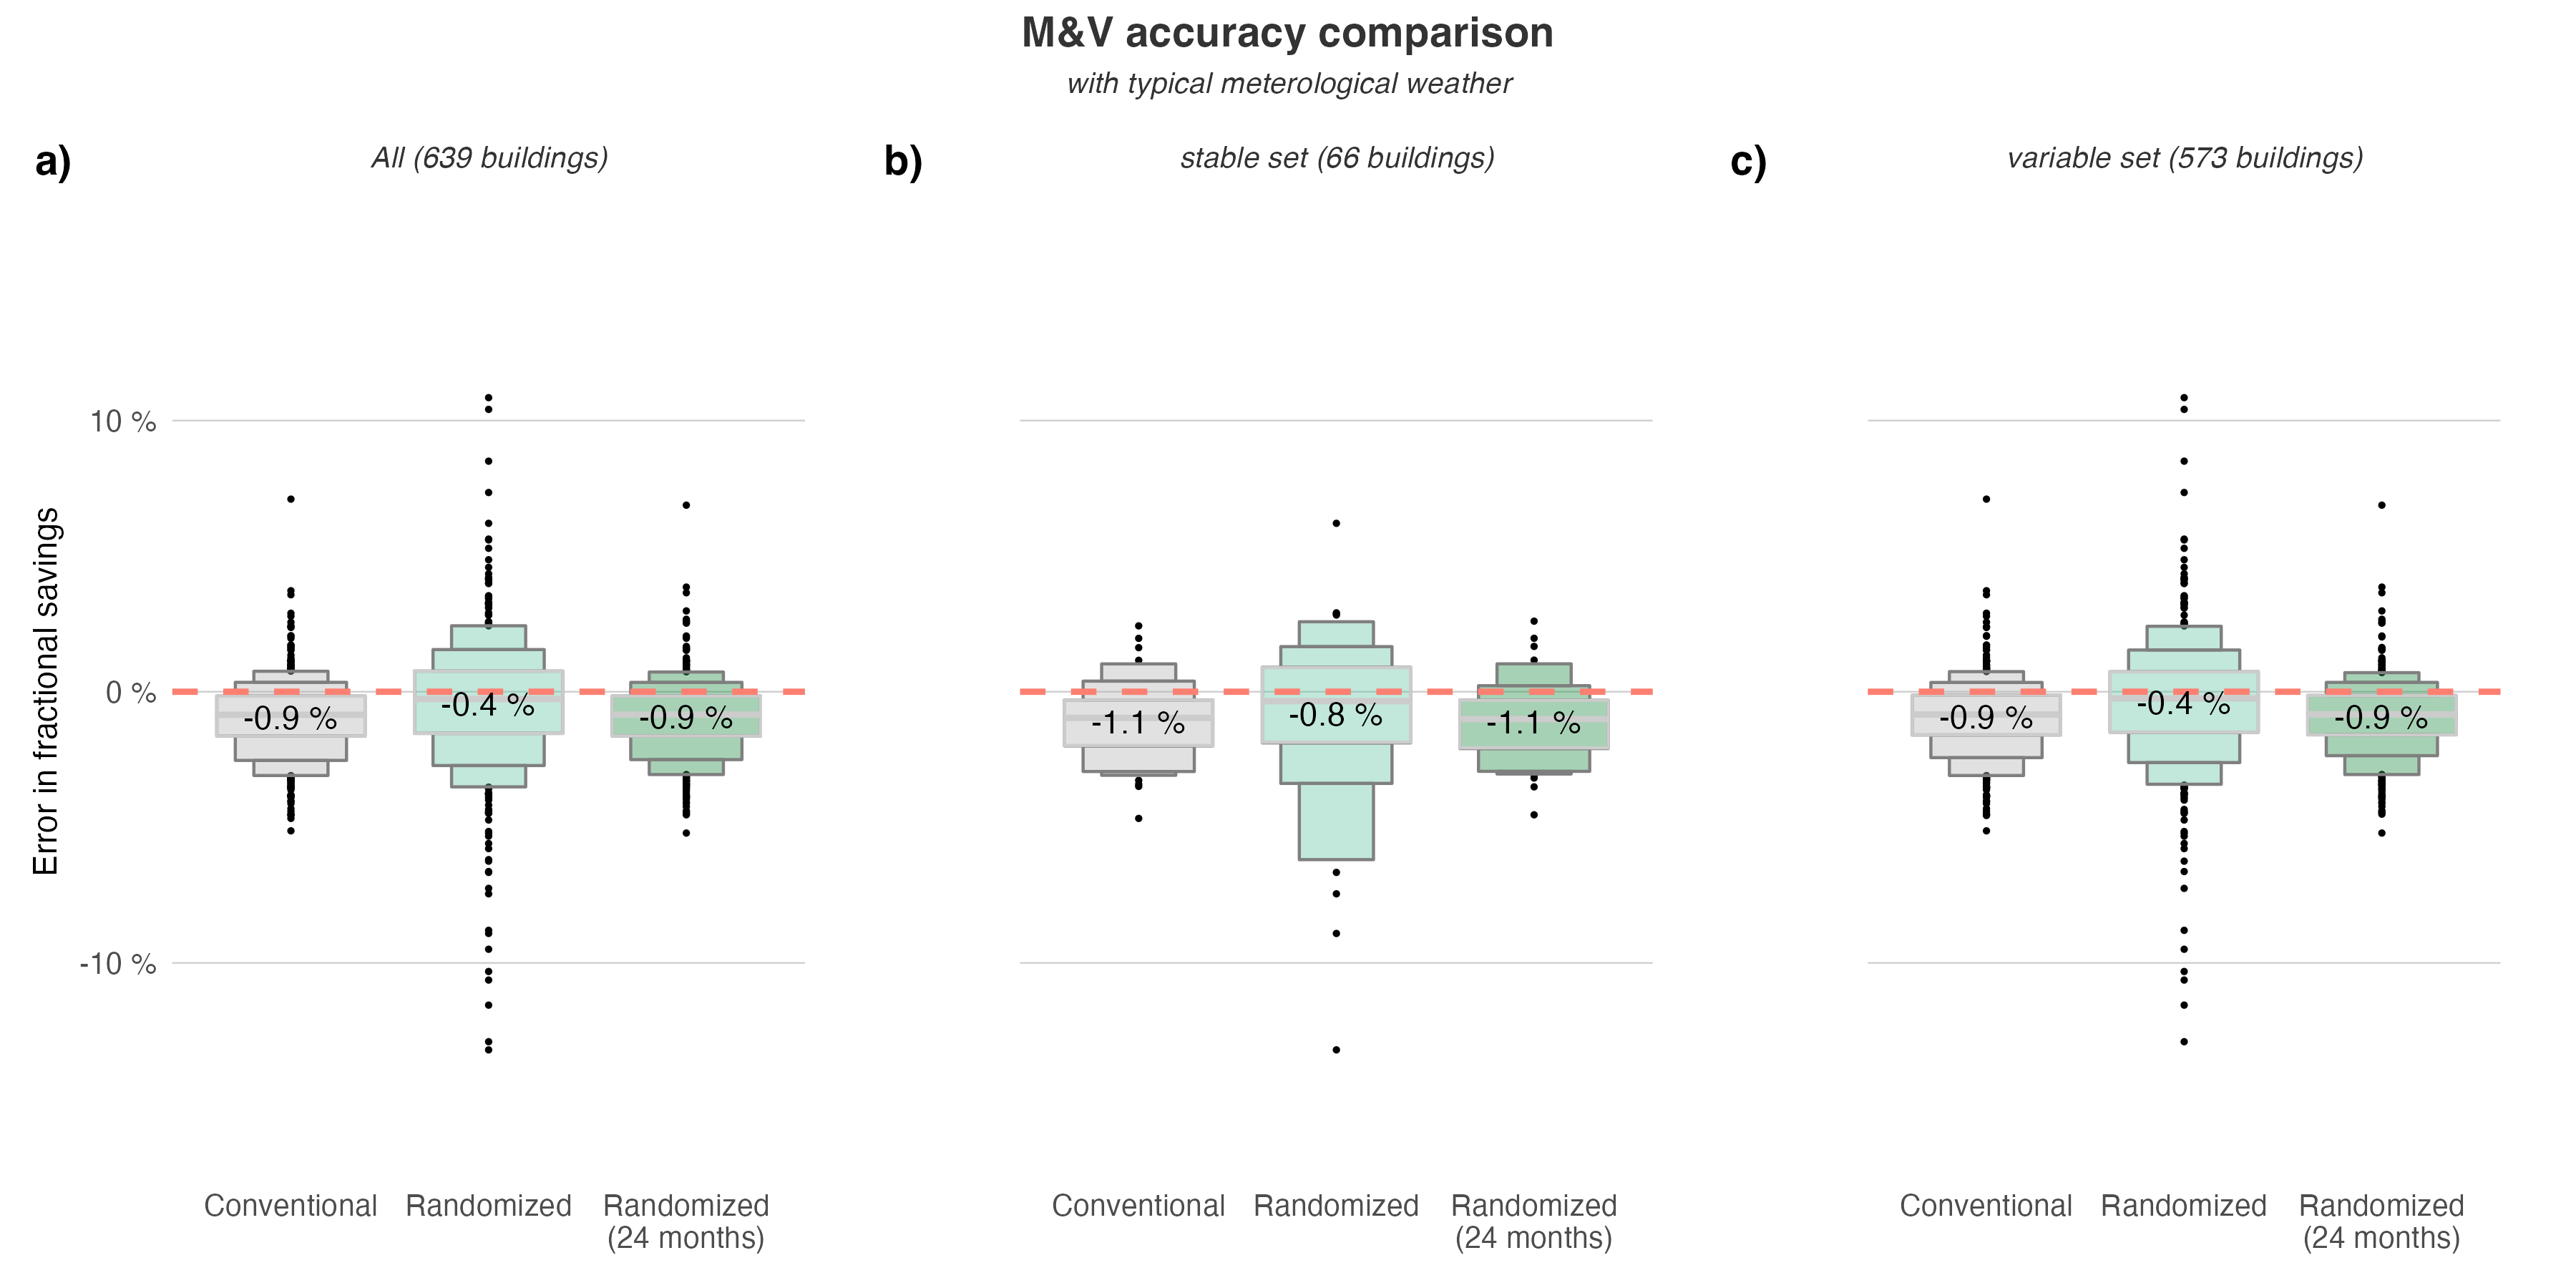 M&V accuracy comparison
with typical meterological weather
a)
All (639 buildings)
b)
stable set (66 buildings)
c)
variable set (573 buildings)
Error in fractional savings
10 %
0 %
-10 %
-0.9 %
-0.4 %
-0.9 %
-1.1 %
-0.8 %
-1.1 %
-0.9 %
-0.4 %
-0.9 %
Conventional
Randomized
Randomized
(24 months)
Conventional
Randomized
Randomized
(24 months)
Conventional
Randomized
Randomized
(24 months)